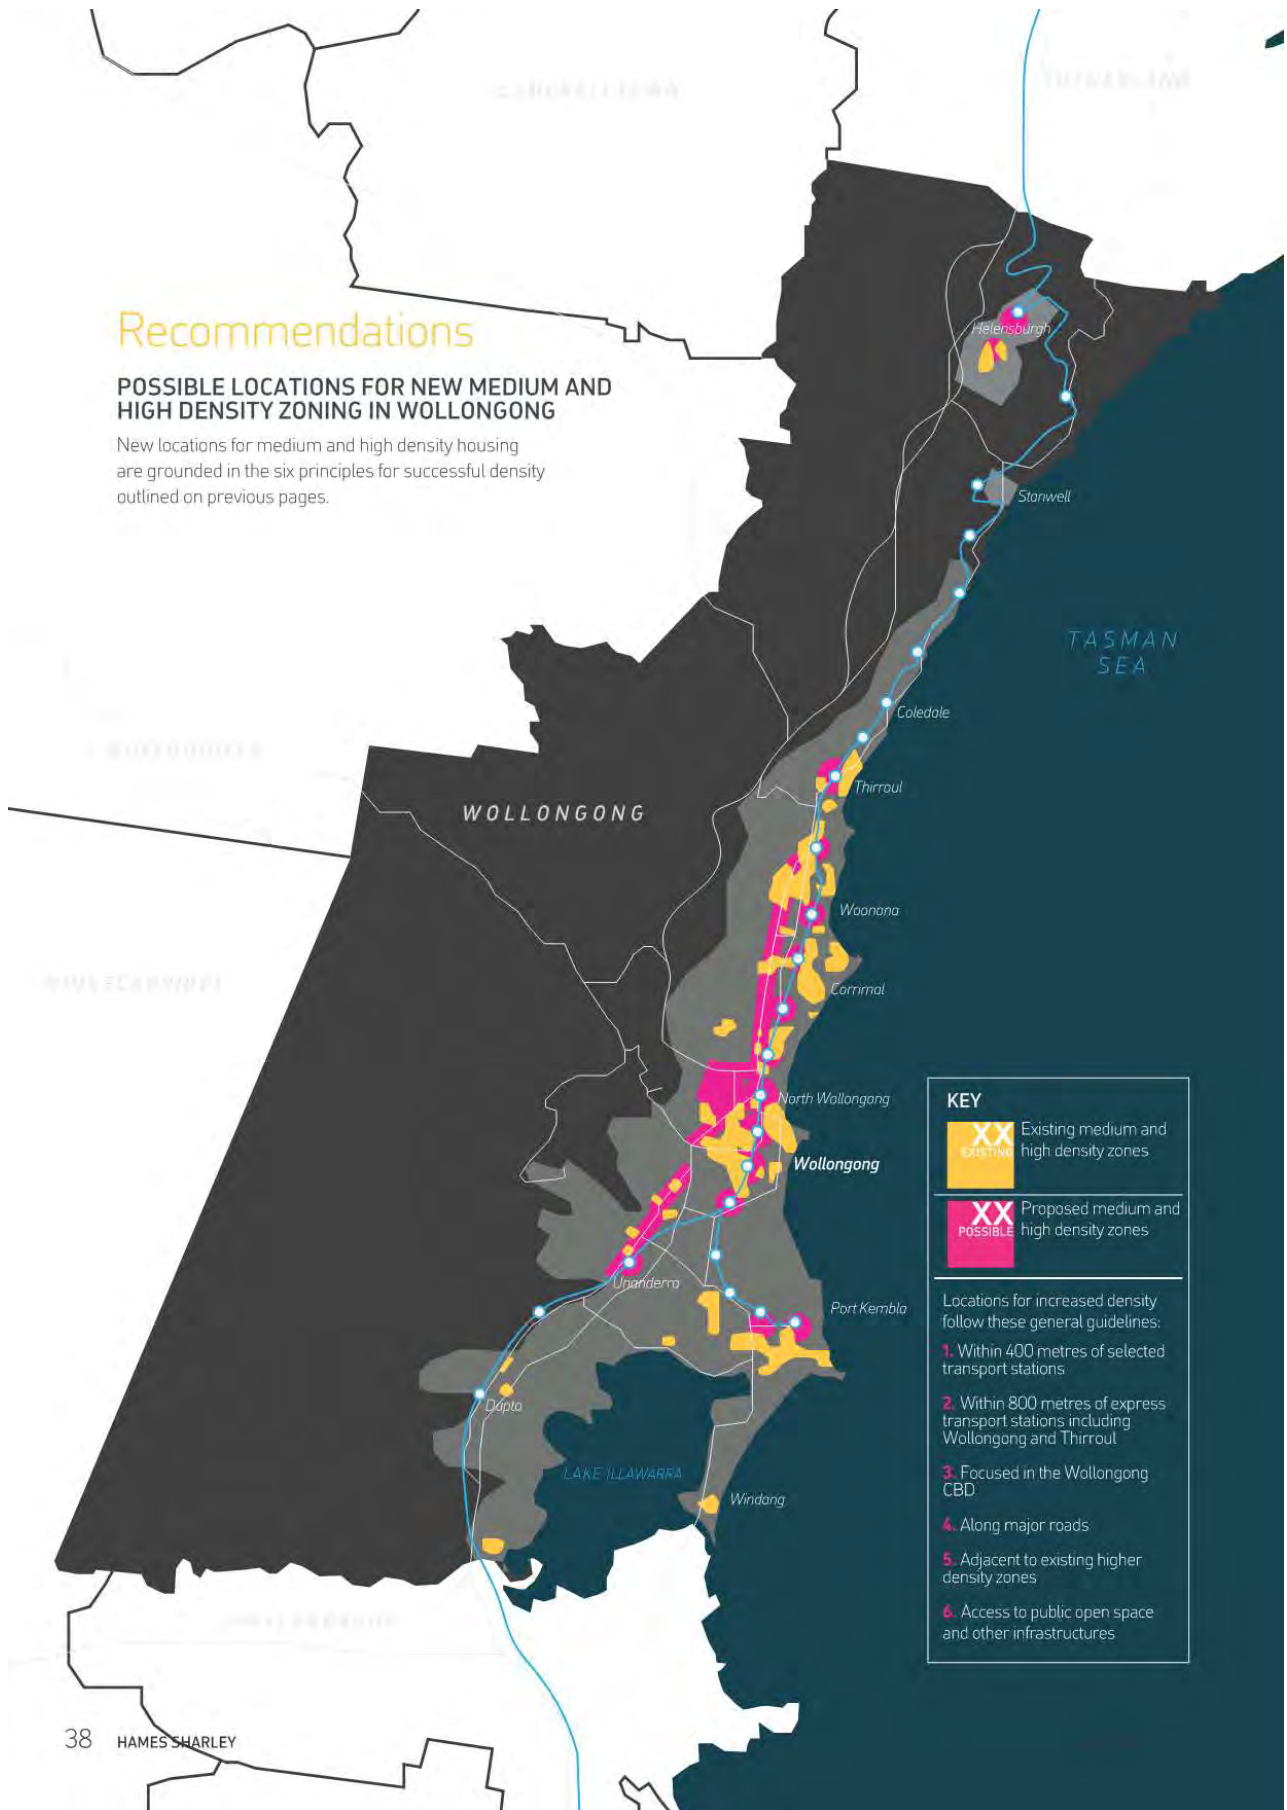 Recommendations
POSSIBLE LOCATIONS FOR NEW MEDIUM AND
HIGH DENSITY ZONING IN WOLLONGONG
New locations for medium and high density housing
are grounded in the six principles for successful density
outlined on previous pages.
Helensburgh
Stanwell
TASMAN
SEA
Coledale
Thirroul
WOLLONGONG
Woonona
Corrimal
North Wollongong
Wollongong
Unanderra
Port Kembla
Dapto
LAKE ILLAWARRA
Windang
KEY
XX
EXISTING
Existing medium and
high density zones
XX
POSSIBLE
Proposed medium and
high density zones
Locations for increased density
follow these general guidelines:
1. Within 400 metres of selected
transport stations
2. Within 800 metres of express
transport stations including
Wollongong and Thirroul
3. Focused in the Wollongong
CBD
4. Along major roads
5. Adjacent to existing higher
density zones
6. Access to public open space
and other infrastructures
38 HAMES SHARLEY